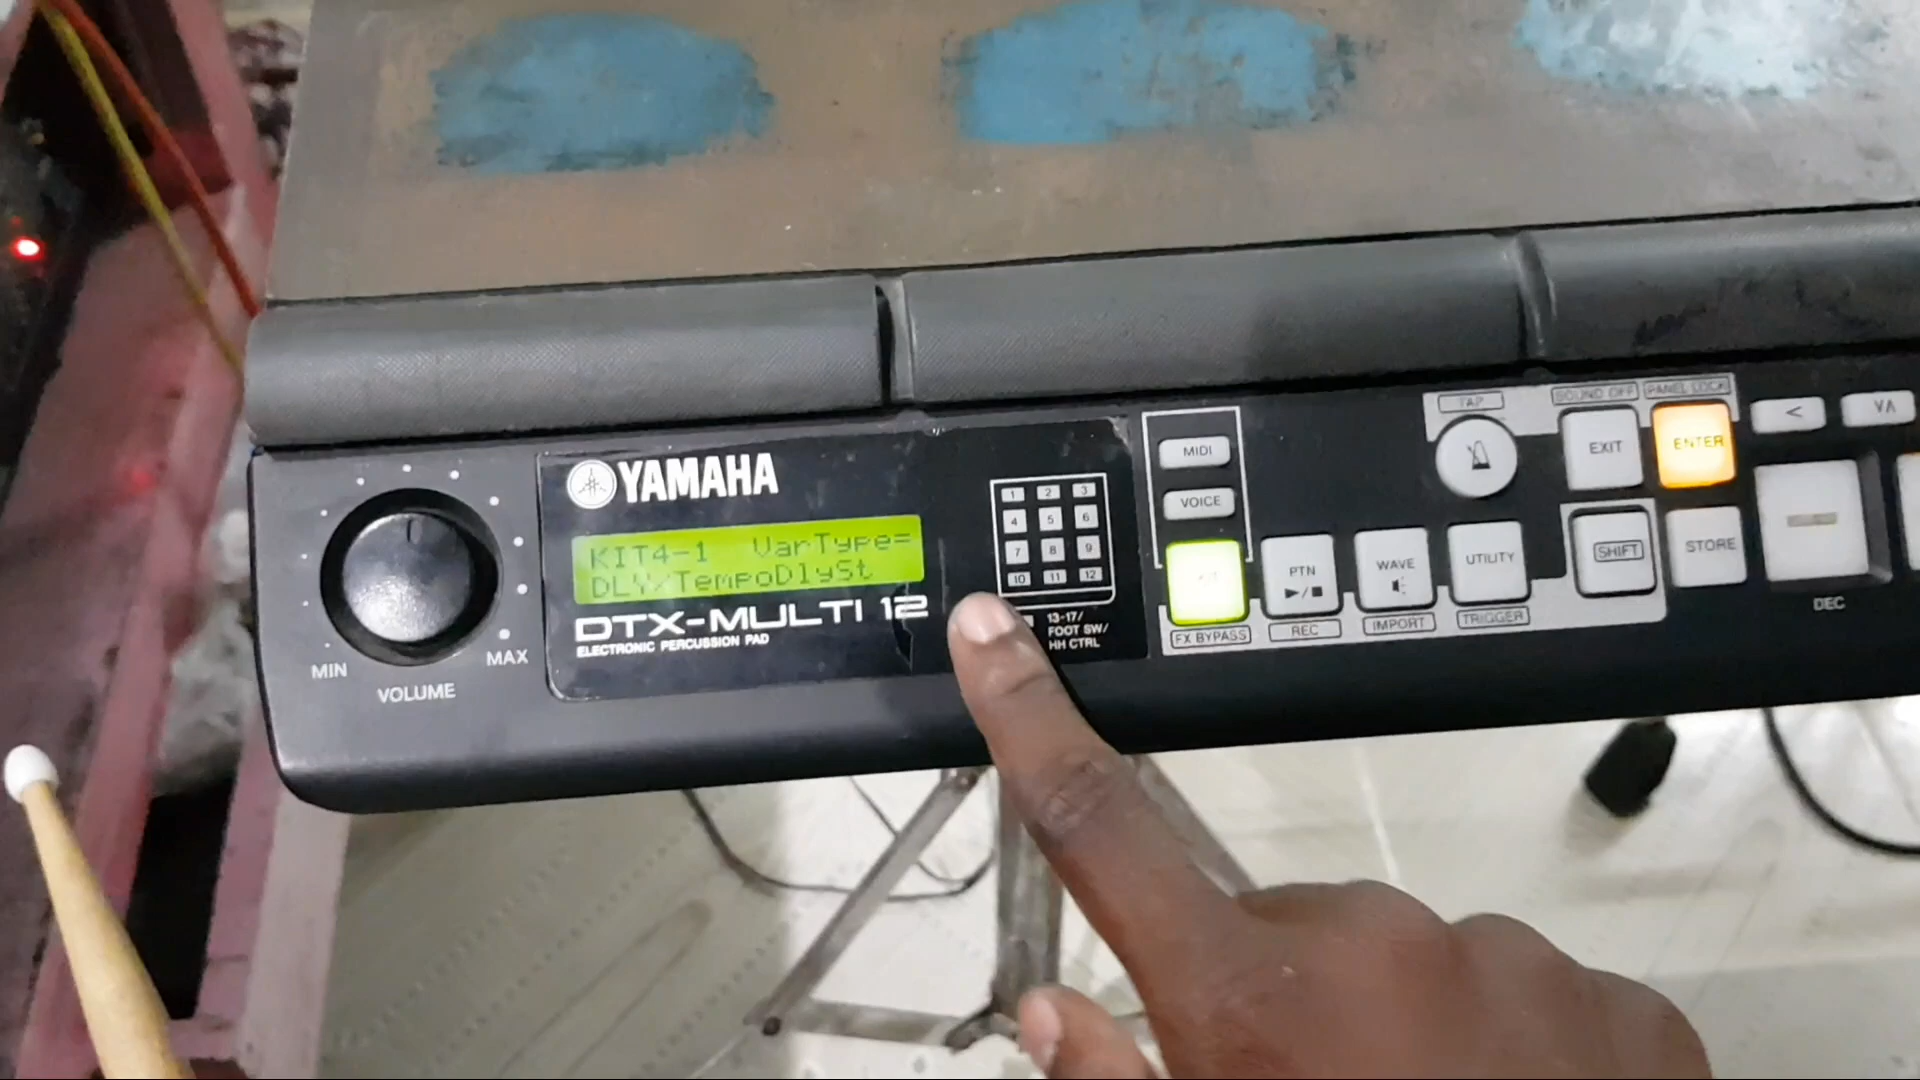 YAMAHA
KIT4-1 VarType=
DLY/TempoDlySt
DTX-MULTI 12
ELECTRONIC PERCUSSION PAD
MIN
MAX
VOLUME
1 2 3
4 5 6
7 8 9
10 11 12
13-17/
FOOT SW/
HH CTRL
MIDI
VOICE
FX BYPASS
PTN
REC
WAVE
IMPORT
UTILITY
TRIGGER
TAP
SOUND OFF
PANEL LOCK
EXIT
ENTER
SHIFT
STORE
<
∨∧
DEC